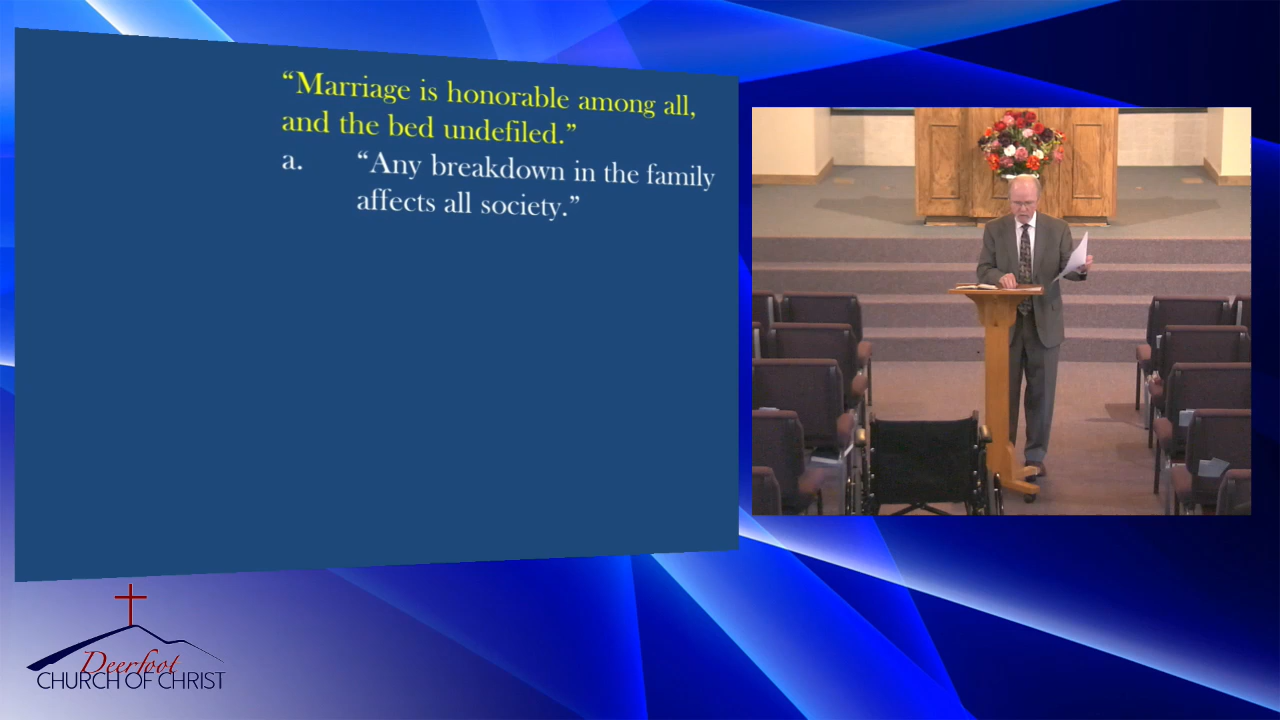 “Marriage is honorable among all,
and the bed undefiled.”
a. “Any breakdown in the family
affects all society.”
Deerfoot
CHURCH OF CHRIST